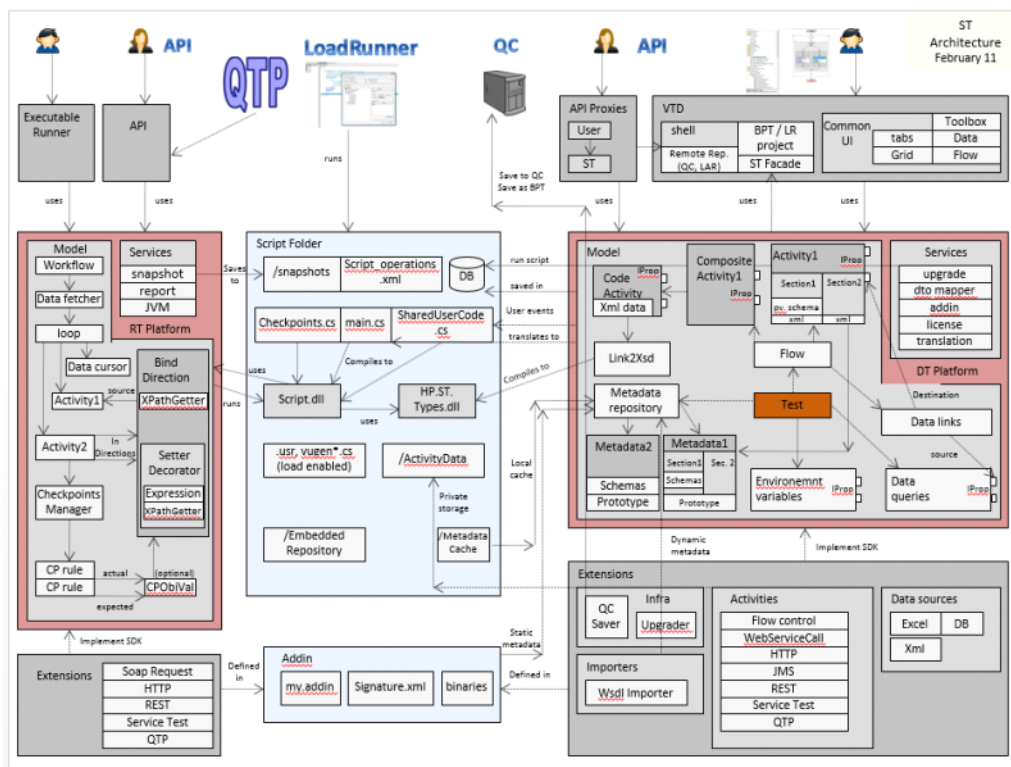 ST
Architecture
February 11
API
QTP
LoadRunner
QC
API
Executable
Runner
API
runs
Save to QC
Save as BPT
API Proxies
User
ST
VTD
shell
Remote Rep.
(QC, LAR)
BPT / LR
project
ST Facade
Common
UI
tabs
Grid
Toolbox
Data
Flow
uses
uses
uses
uses
uses
Model
Workflow
Data fetcher
loop
Data cursor
Activity1
source
Activity2
In
Directions
Checkpoints
Manager
CP rule
CP rule
actual
expected
(optional)
CPObiVal
Services
snapshot
report
JVM
RT Platform
Bind
Direction
XPathGetter
Setter
Decorator
Expression
XPathGetter
Saves
to
uses
runs
Script Folder
/snapshots
Script_operations
.xml
DB
Checkpoints.cs
main.cs
SharedUserCode
.cs
Compiles to
Script.dll
uses
HP.ST.
Types.dll
.usr, vugen*.cs
(load enabled)
/ActivityData
Private
storage
/Embedded
Repository
/Metadata
Cache
run script
saved in
User events
translates to
Compiles to
Local
cache
Model
Code
Activity
IProp
Xml data
Composite
Activity1
IProp
Activity1
IProp
Section1
Section2
pv. schema
xml
xml
Services
upgrade
dto mapper
addin
license
translation
DT Platform
Link2Xsd
Flow
Metadata
repository
Test
Destination
Data links
source
Metadata2
Schemas
Prototype
Metadata1
Section1
Sec. 2
Schemas
Prototype
Environemnt
variables
IProp
Data
queries
IProp
Dynamic
metadata
Implement SDK
Implement SDK
Extensions
Soap Request
HTTP
REST
Service Test
QTP
Defined
in
Addin
my.addin
Signature.xml
binaries
Static
metadata
Defined in
Extensions
QC
Saver
Infra
Upgrader
Importers
Wsdl Importer
Activities
Flow control
WebServiceCall
HTTP
JMS
REST
Service Test
QTP
Data sources
Excel
DB
Xml